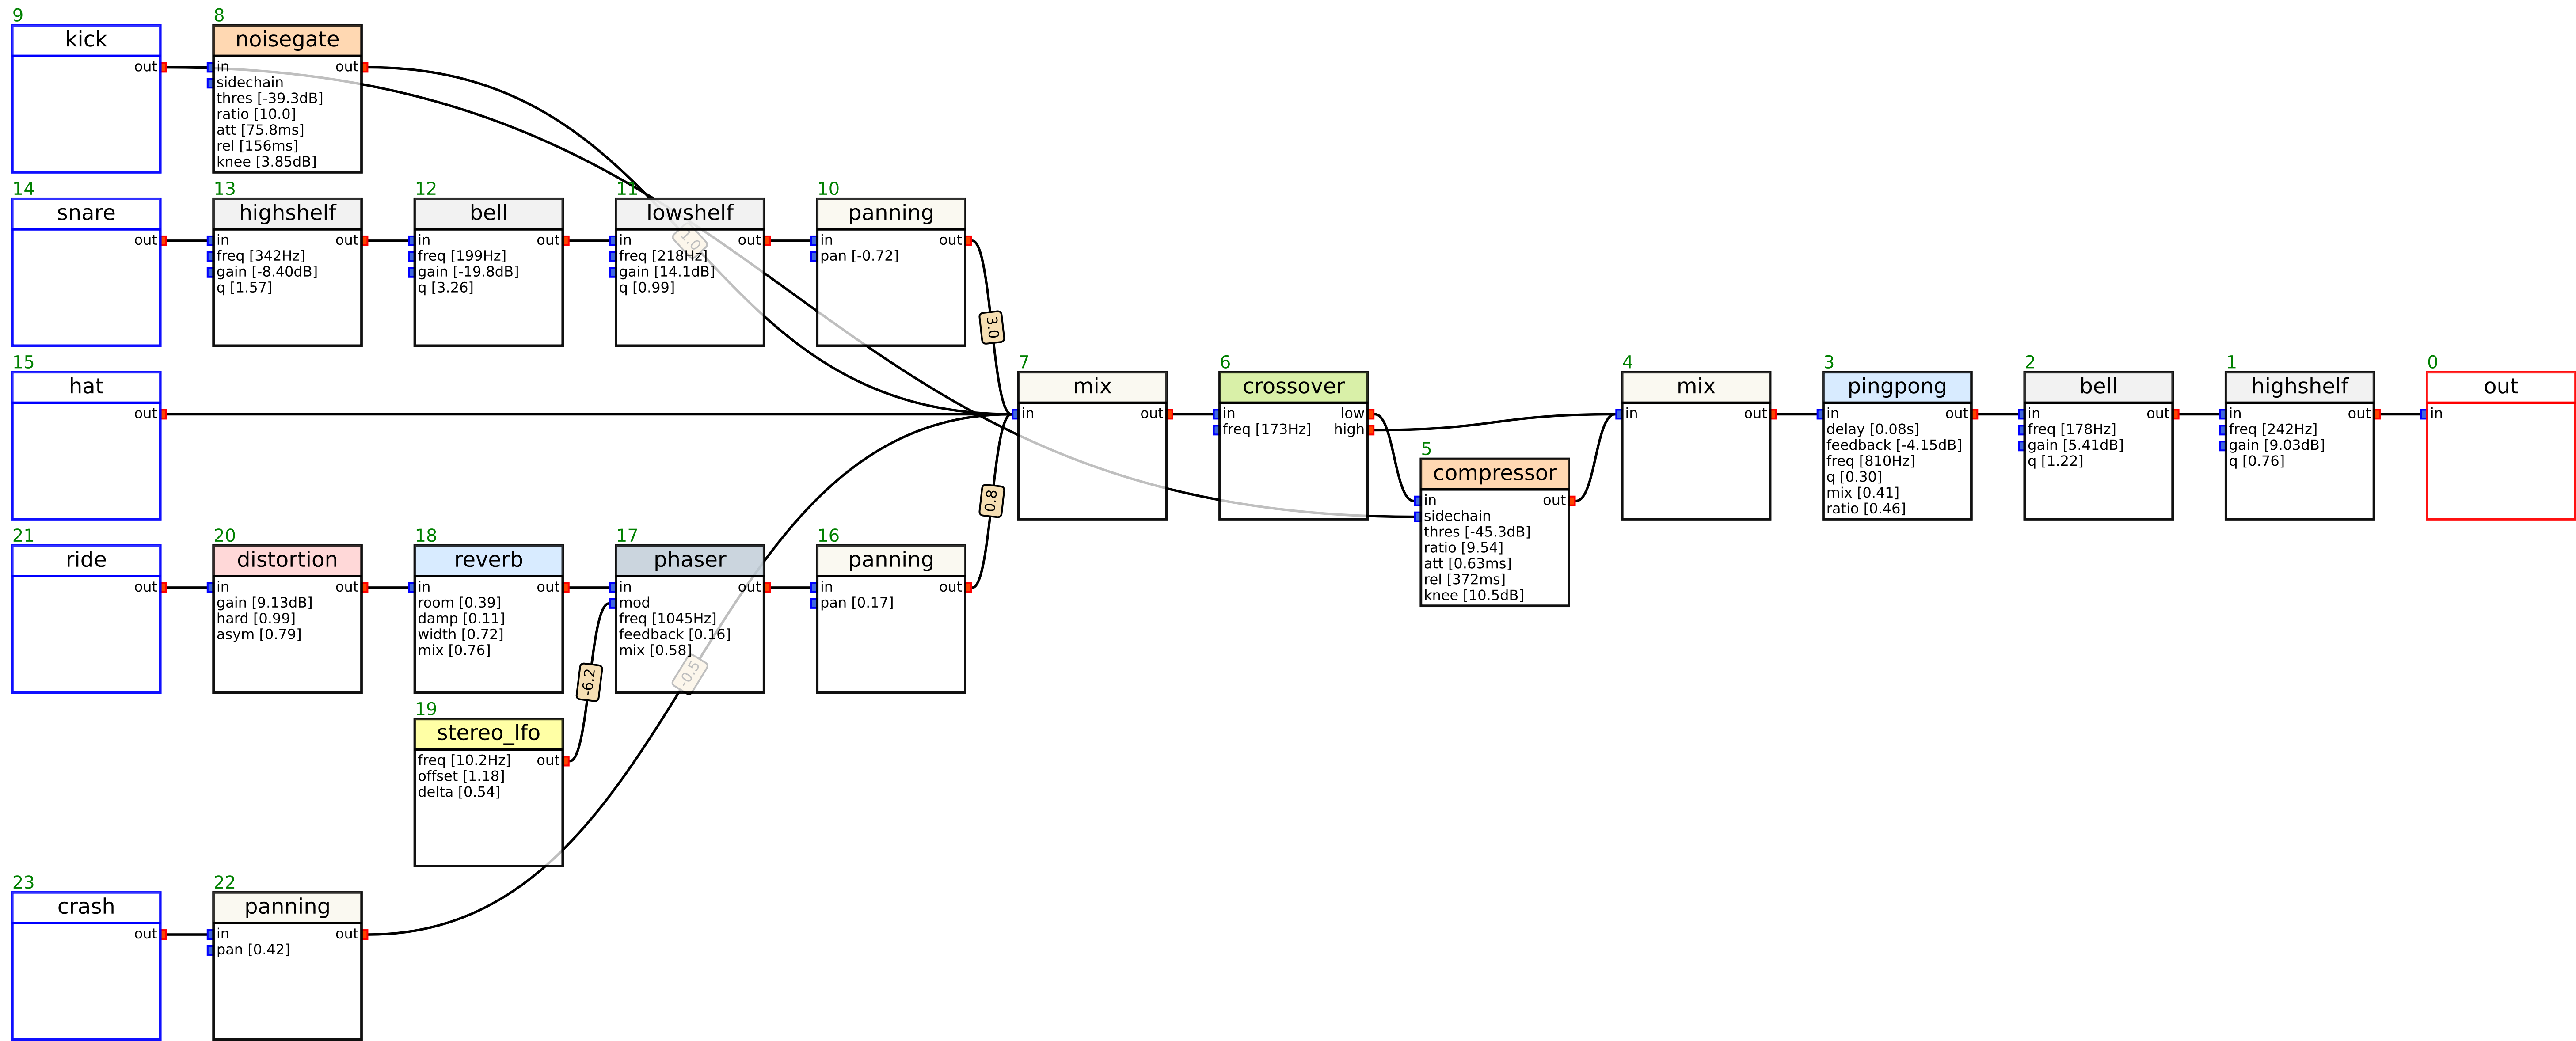 9
kick
out
8
noisegate
in out
sidechain
thres [-39.3dB]
ratio [10.0]
att [75.8ms]
rel [156ms]
knee [3.85dB]
14
snare
out
13
highshelf
in out
freq [342Hz]
gain [-8.40dB]
q [1.57]
12
bell
in out
freq [199Hz]
gain [-19.8dB]
q [3.26]
11
lowshelf
in out
freq [218Hz]
gain [14.1dB]
q [0.99]
1.0
10
panning
in out
pan [-0.72]
3.0
15
hat
out
7
mix
in out
6
crossover
in low
freq [173Hz] high
5
compressor
in out
sidechain
thres [-45.3dB]
ratio [9.54]
att [0.63ms]
rel [372ms]
knee [10.5dB]
4
mix
in out
3
pingpong
in out
delay [0.08s]
feedback [-4.15dB]
freq [810Hz]
q [0.30]
mix [0.41]
ratio [0.46]
2
bell
in out
freq [178Hz]
gain [5.41dB]
q [1.22]
1
highshelf
in out
freq [242Hz]
gain [9.03dB]
q [0.76]
0
out
in
21
ride
out
20
distortion
in out
gain [9.13dB]
hard [0.99]
asym [0.79]
18
reverb
in out
room [0.39]
damp [0.11]
width [0.72]
mix [0.76]
17
phaser
in out
mod
freq [1045Hz]
feedback [0.16]
mix [0.58]
-0.5
16
panning
in out
pan [0.17]
0.8
-6.2
19
stereo_lfo
freq [10.2Hz] out
offset [1.18]
delta [0.54]
23
crash
out
22
panning
in out
pan [0.42]